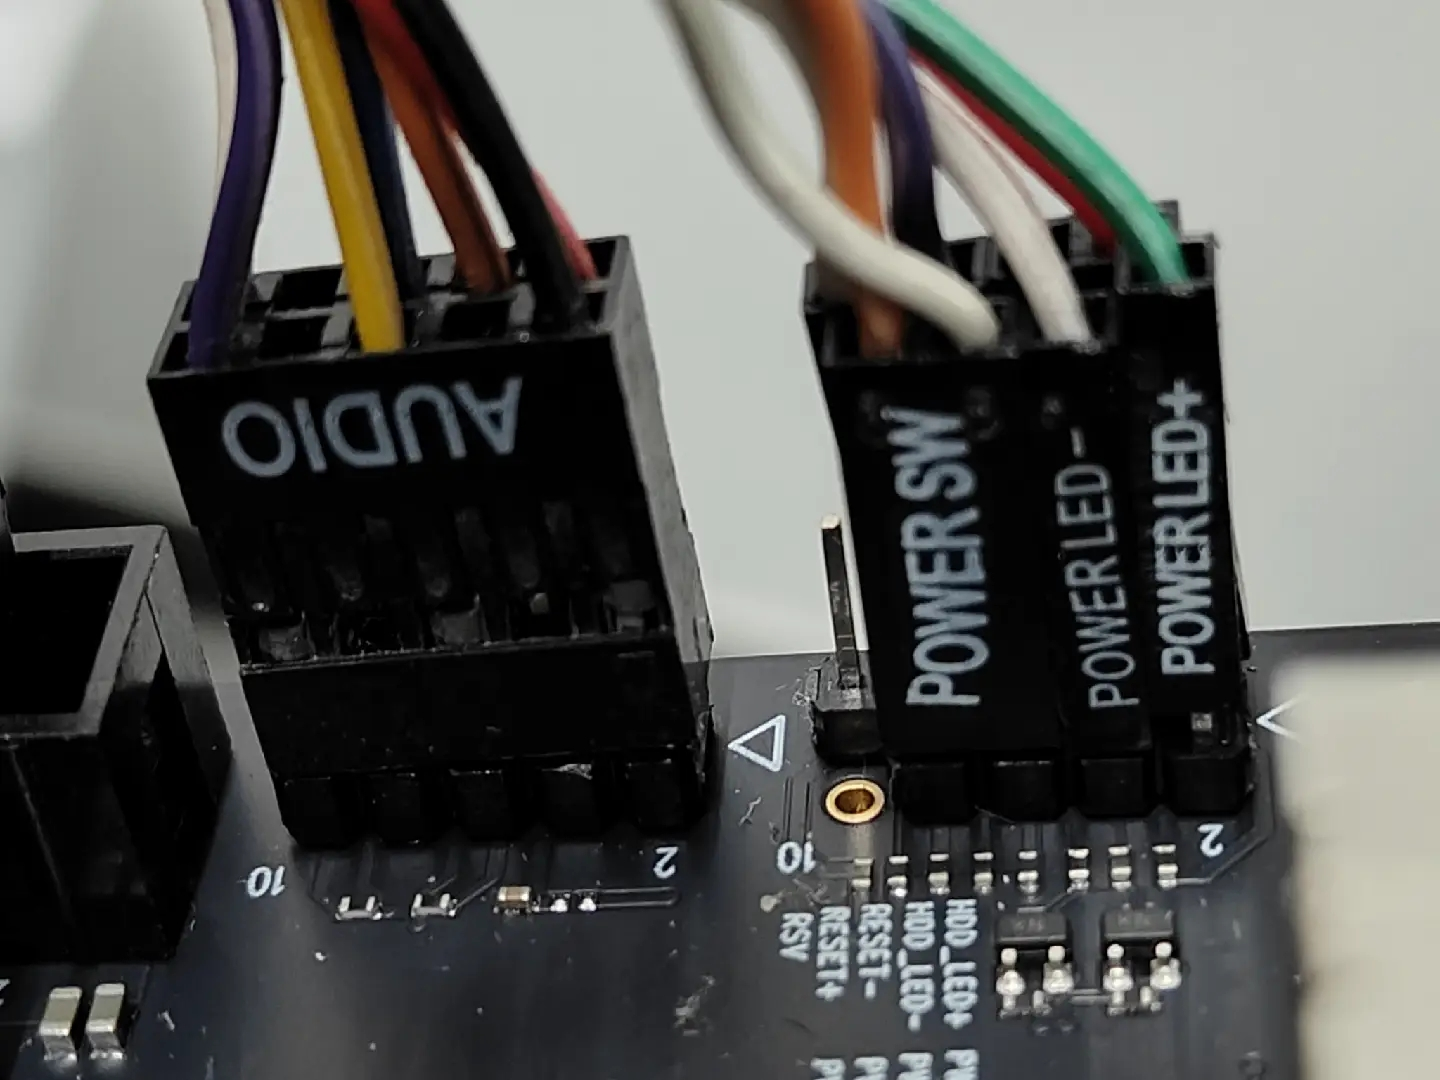 AUDIO
POWER SW
POWER LED-
POWER LED+
10
2
10
2
RSV
RESET+
RESET-
HDD_LED-
HDD_LED+